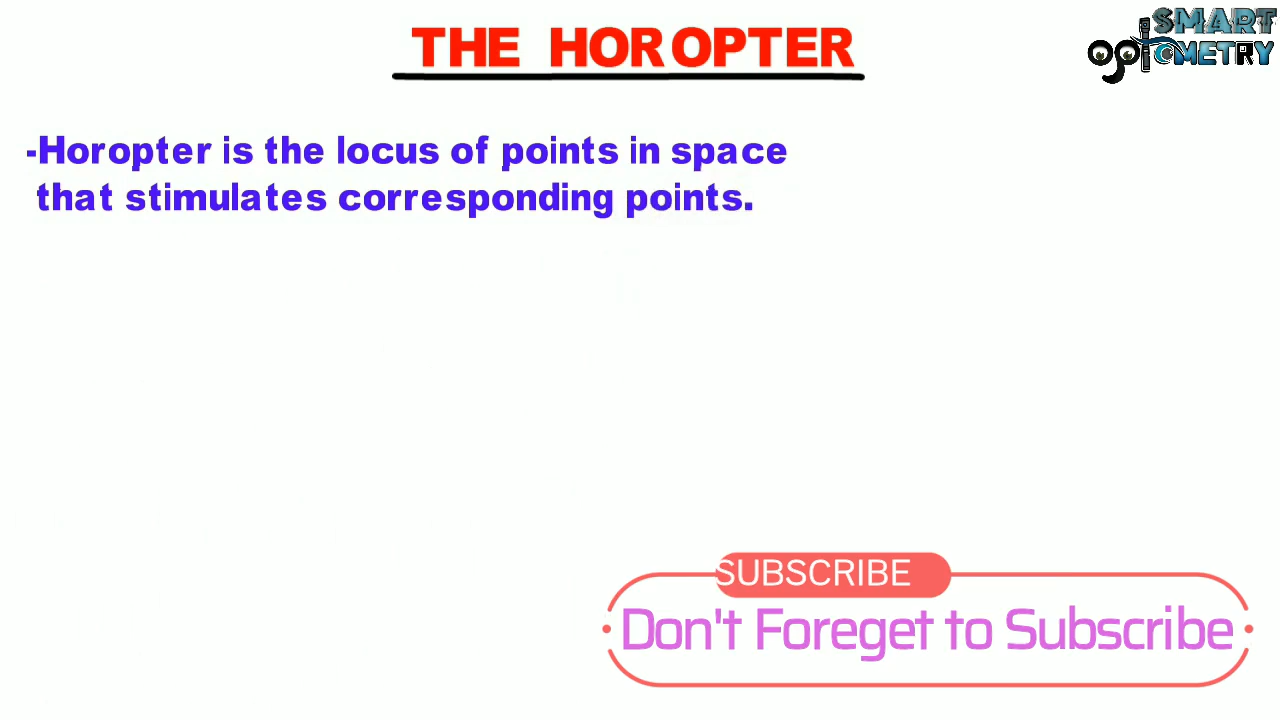 THE HOROPTER
SMART
OPTOMETRY
-Horopter is the locus of points in space
that stimulates corresponding points.
SUBSCRIBE
Don't Foreget to Subscribe